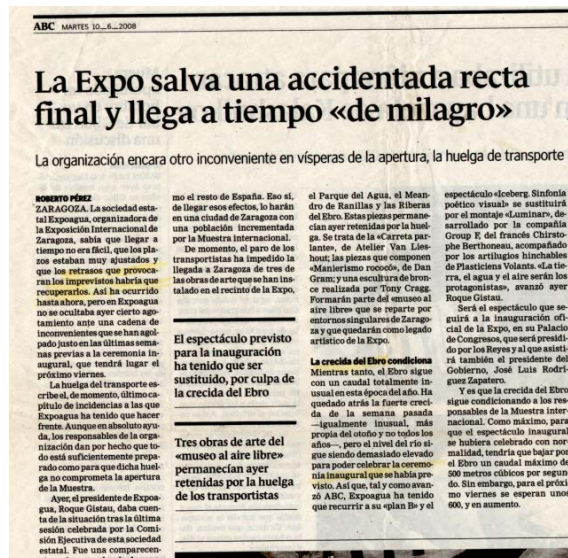 ABC MARTES 10_6_2008
La Expo salva una accidentada recta
final y llega a tiempo «de milagro»
La organización encara otro inconveniente en vísperas de la apertura, la huelga de transporte
ROBERTO PÉREZ
ZARAGOZA. La sociedad esta-
tal Expoagua, organizadora de
la Exposición Internacional de
Zaragoza, sabía que llegar a
tiempo no era fácil, que los pla-
zos estaban muy ajustados y
que los retrasos que provoca-
ran los imprevistos habría que
recuperarlos. Así ha ocurrido
hasta ahora, pero en Expoagua
no se ocultaba ayer cierto ago-
tamiento ante una cadena de
inconvenientes que se han agol-
pado justo en las últimas sema-
nas previas a la ceremonia in-
augural, que tendrá lugar el
próximo viernes.
La huelga del transporte es-
cribe el, de momento, último ca-
pítulo de incidencias a las que
Expoagua ha tenido que hacer
frente. Aunque en absoluto ayu-
da, los responsables de la orga-
nización dan por hecho que to-
do está suficientemente prepa-
rado como para que dicha huel-
ga no comprometa la apertura
de la Muestra.
Ayer, el presidente de Expoa-
gua, Roque Gistau, daba cuen-
ta de la situación tras la última
sesión celebrada por la Comi-
sión Ejecutiva de esta sociedad
estatal. Fue una comparecen-
mo el resto de España. Eso sí,
de llegar esos efectos, lo harán
en una ciudad de Zaragoza con
una población incrementada
por la Muestra internacional.
De momento, el paro de los
transportistas ha impedido la
llegada a Zaragoza de tres de
las obras de arte que se han ins-
talado en el recinto de la Expo,
El espectáculo previsto
para la inauguración
ha tenido que ser
sustituido, por culpa de
la crecida del Ebro
Tres obras de arte del
«museo al aire libre»
permanecían ayer
retenidas por la huelga
de los transportistas
el Parque del Agua, el Mean-
dro de Ranillas y las Riberas
del Ebro. Estas piezas permane-
cían ayer retenidas por la huel-
ga. Se trata de la «Carreta par-
lante», de Atelier Van Lies-
hout; las piezas que componen
«Manierismo rococó», de Dan
Gram; y una escultura de bron-
ce realizada por Tony Cragg.
Formarán parte del «museo al
aire libre» que se reparte por
entornos singulares de Zarago-
za y que quedarán como legado
artístico de la Expo.
La crecida del Ebro condiciona
Mientras tanto, el Ebro sigue
con un caudal totalmente in-
usual en esta época del año. Ha
quedado atrás la fuerte creci-
da de la semana pasada
—igualmente inusual, más
propia del otoño y no todos los
años—, pero el nivel del río si-
gue siendo demasiado elevado
para poder celebrar la ceremo-
nia inaugural que se había pre-
visto. Así que, tal y como avan-
zó ABC, Expoagua ha tenido
que recurrir a su «plan B» y el
espectáculo «Iceberg. Sinfonía
poético visual» se sustituirá
por el montaje «Luminar», de-
sarrollado por la compañía
Group F, del francés Christo-
phe Berthoneau, acompañado
por los artilugios hinchables
de Plasticiens Volants. «La tie-
rra, el agua y el aire serán los
protagonistas», avanzó ayer
Roque Gistau.
Será el espectáculo que se-
guirá a la inauguración ofi-
cial de la Expo, en su Palacio
de Congresos, que será presidi-
do por los Reyes y al que asisti-
rá también el presidente del
Gobierno, José Luis Rodrí-
guez Zapatero.
Y es que la crecida del Ebro
sigue condicionando a los res-
ponsables de la Muestra inter-
nacional. Como máximo, para
que el espectáculo inaugural
se hubiera celebrado con nor-
malidad, tendría que bajar por
el Ebro un caudal máximo de
500 metros cúbicos por segun-
do. Sin embargo, para el próxi-
mo viernes se esperan unos
600, y en aumento.